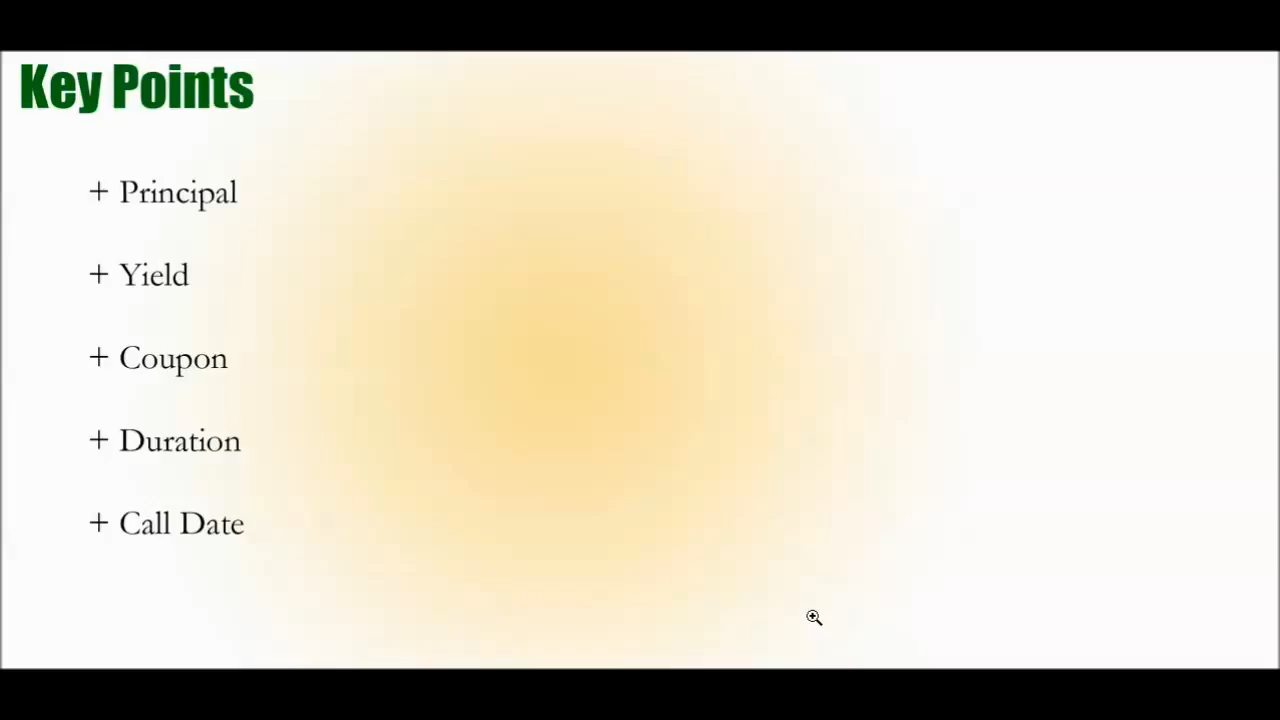 Key Points
+ Principal
+ Yield
+ Coupon
+ Duration
+ Call Date